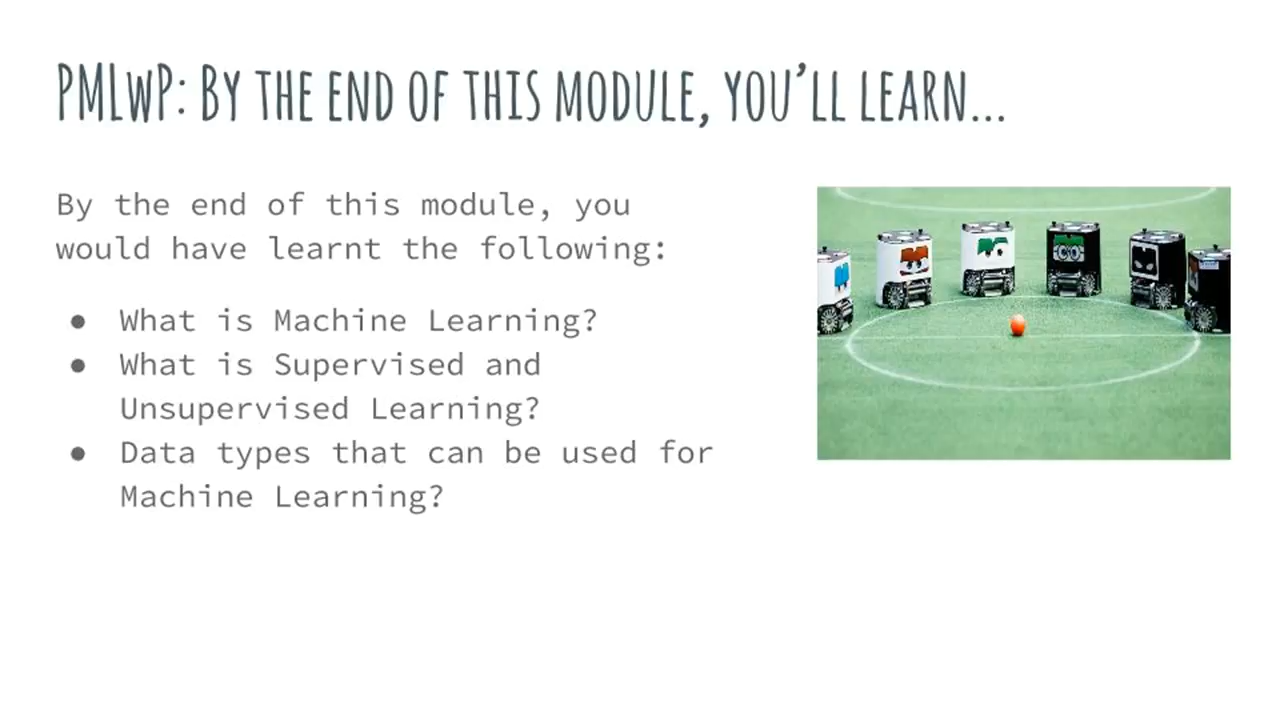 PMLwP: By the end of this module, you'll learn...
By the end of this module, you
would have learnt the following:
● What is Machine Learning?
● What is Supervised and
Unsupervised Learning?
● Data types that can be used for
Machine Learning?